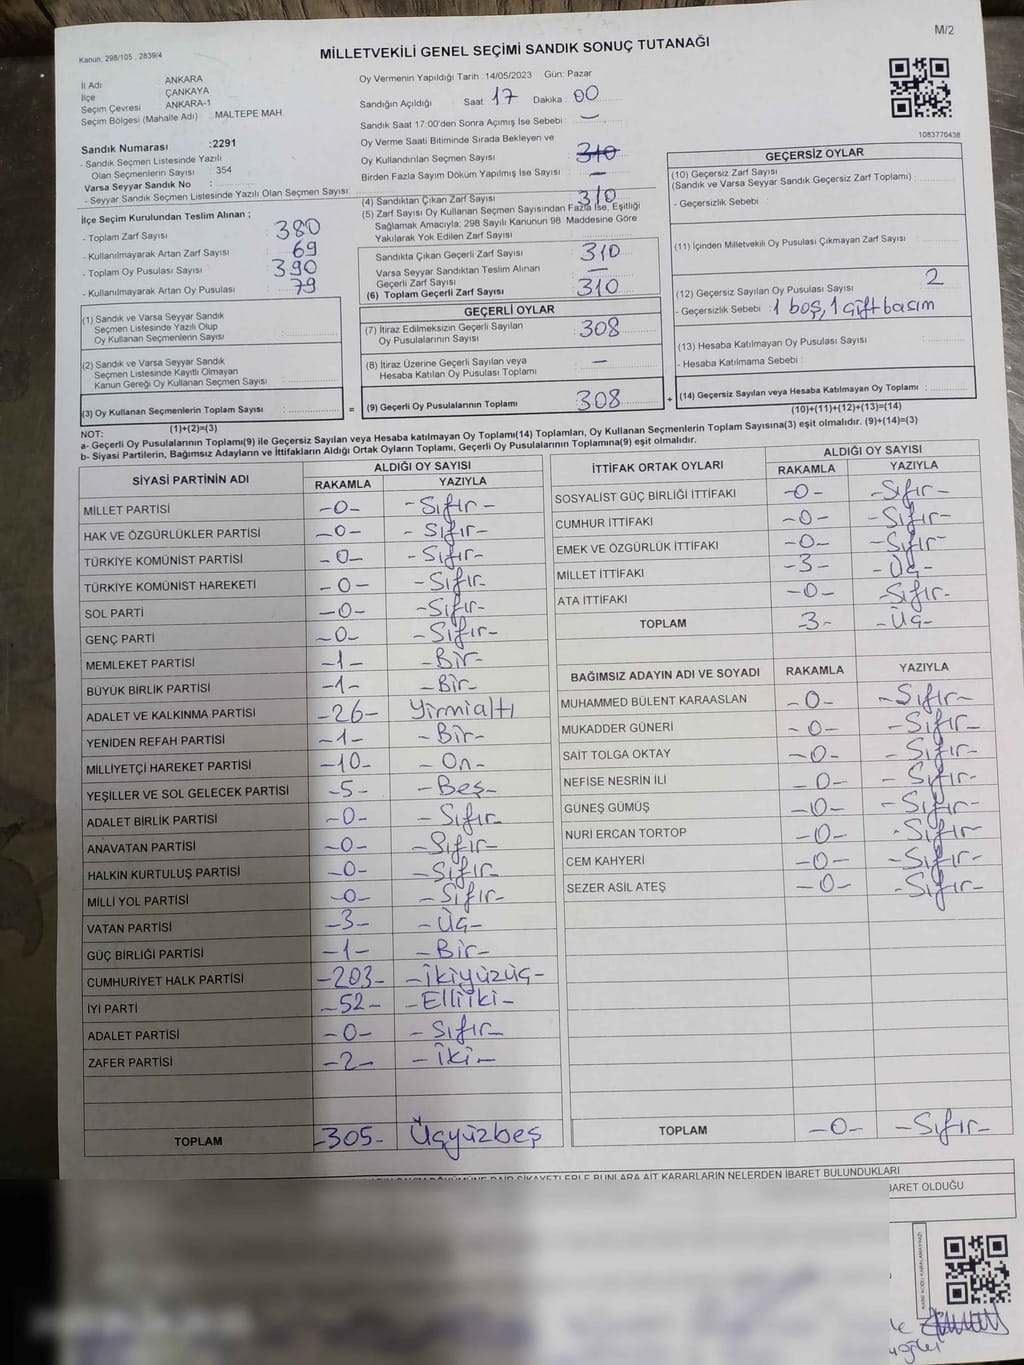 Kanun: 298/105 , 2839/4
M/2
MİLLETVEKİLİ GENEL SEÇİMİ SANDIK SONUÇ TUTANAĞI
İl Adı ANKARA
İlçe ÇANKAYA
Seçim Çevresi ANKARA-1
Seçim Bölgesi (Mahalle Adı) : MALTEPE MAH.
Sandık Numarası :2291
- Sandık Seçmen Listesinde Yazılı
Olan Seçmenlerin Sayısı : 354
Varsa Seyyar Sandık No :
- Seyyar Sandık Seçmen Listesinde Yazılı Olan Seçmen Sayısı:
İlçe Seçim Kurulundan Teslim Alınan ;
- Toplam Zarf Sayısı : 380
- Kullanılmayarak Artan Zarf Sayısı : 69
- Toplam Oy Pusulası Sayısı : 390
- Kullanılmayarak Artan Oy Pusulası : 79
(1) Sandık ve Varsa Seyyar Sandık
Seçmen Listesinde Yazılı Olup
Oy Kullanan Seçmenlerin Sayısı :
(2) Sandık ve Varsa Seyyar Sandık
Seçmen Listesinde Kayıtlı Olmayan
Kanun Gereği Oy Kullanan Seçmen Sayısı :
(3) Oy Kullanan Seçmenlerin Toplam Sayısı :
(1)+(2)=(3)
Oy Vermenin Yapıldığı Tarih :14/05/2023 Gün: Pazar
Sandığın Açıldığı Saat: 17 Dakika : 00
Sandık Saat 17:00'den Sonra Açımış İse Sebebi : —
Oy Verme Saati Bitiminde Sırada Bekleyen ve
Oy Kullandırılan Seçmen Sayısı : 310
Birden Fazla Sayım Döküm Yapılmış İse Sayısı : —
(4) Sandıktan Çıkan Zarf Sayısı : 310
(5) Zarf Sayısı Oy Kullanan Seçmen Sayısından Fazla İse, Eşitliği
Sağlamak Amacıyla, 298 Sayılı Kanunun 98. Maddesine Göre
Yakılarak Yok Edilen Zarf Sayısı :
Sandıkta Çıkan Geçerli Zarf Sayısı : 310
Varsa Seyyar Sandıktan Teslim Alınan
Geçerli Zarf Sayısı : —
(6) Toplam Geçerli Zarf Sayısı : 310
GEÇERLİ OYLAR
(7) İtiraz Edilmeksizin Geçerli Sayılan
Oy Pusulasının Sayısı : 308
(8) İtiraz Üzerine Geçerli Sayılan veya
Hesaba Katılan Oy Pusulası Toplamı : —
= (9) Geçerli Oy Pusulalarının Toplamı : 308
1083770438
GEÇERSİZ OYLAR
(10) Geçersiz Zarf Sayısı
(Sandık ve Varsa Seyyar Sandık Geçersiz Zarf Toplamı) :
- Geçersizlik Sebebi :
(11) İçinden Milletvekili Oy Pusulası Çıkmayan Zarf Sayısı :
(12) Geçersiz Sayılan Oy Pusulası Sayısı : 2
- Geçersizlik Sebebi : 1 boş, 1 çift basım
(13) Hesaba Katılmayan Oy Pusulası Sayısı :
- Hesaba Katılmama Sebebi :
+ (14) Geçersiz Sayılan veya Hesaba Katılmayan Oy Toplamı :
(10)+(11)+(12)+(13)=(14)
NOT:
a- Geçerli Oy Pusulalarının Toplamı(9) ile Geçersiz Sayılan veya Hesaba katılmayan Oy Toplamı(14) Toplamları, Oy Kullanan Seçmenlerin Toplam Sayısına(3) eşit olmalıdır. (9)+(14)=(3)
b- Siyasi Partilerin, Bağımsız Adayların ve İttifakların Aldığı Ortak Oyların Toplamı, Geçerli Oy Pusulalarının Toplamına(9) eşit olmalıdır.
SİYASİ PARTİNİN ADI ALDIĞI OY SAYISI
RAKAMLA YAZIYLA
MİLLET PARTİSİ -0- -Sıfır-
HAK VE ÖZGÜRLÜKLER PARTİSİ -0- -Sıfır-
TÜRKİYE KOMÜNİST PARTİSİ -0- -Sıfır-
TÜRKİYE KOMÜNİST HAREKETİ -0- -Sıfır-
SOL PARTİ -0- -Sıfır-
GENÇ PARTİ -0- -Sıfır-
MEMLEKET PARTİSİ -1- -Bir-
BÜYÜK BİRLİK PARTİSİ -1- -Bir-
ADALET VE KALKINMA PARTİSİ -26- Yirmialtı
YENİDEN REFAH PARTİSİ -1- -Bir-
MİLLİYETÇİ HAREKET PARTİSİ -10- -On-
YEŞİLLER VE SOL GELECEK PARTİSİ -5- -Beş-
ADALET BİRLİK PARTİSİ -0- -Sıfır
ANAVATAN PARTİSİ -0- -Sıfır-
HALKIN KURTULUŞ PARTİSİ -0- -Sıfır-
MİLLİ YOL PARTİSİ -0- -Sıfır-
VATAN PARTİSİ -3- -Üç-
GÜÇ BİRLİĞİ PARTİSİ -1- -Bir-
CUMHURİYET HALK PARTİSİ -203- -İkiyüzüç-
İYİ PARTİ -52- -Elliiki-
ADALET PARTİSİ -0- -Sıfır-
ZAFER PARTİSİ -2- -İki-
TOPLAM -305- Üçyüzbeş
İTTİFAK ORTAK OYLARI ALDIĞI OY SAYISI
RAKAMLA YAZIYLA
SOSYALİST GÜÇ BİRLİĞİ İTTİFAKI -0- -Sıfır-
CUMHUR İTTİFAKI -0- -Sıfır-
EMEK VE ÖZGÜRLÜK İTTİFAKI -0- -Sıfır-
MİLLET İTTİFAKI -3- -Üç-
ATA İTTİFAKI -0- -Sıfır-
TOPLAM -3- -Üç-
BAĞIMSIZ ADAYIN ADI VE SOYADI RAKAMLA YAZIYLA
MUHAMMED BÜLENT KARAASLAN -0- -Sıfır-
MUKADDER GÜNERİ -0- -Sıfır-
SAİT TOLGA OKTAY -0- -Sıfır-
NEFİSE NESRİN İLİ -0- -Sıfır-
GÜNEŞ GÜMÜŞ -0- -Sıfır-
NURİ ERCAN TORTOP -0- -Sıfır-
CEM KAHYERİ -0- -Sıfır-
SEZER ASİL ATEŞ -0- -Sıfır-
TOPLAM -0- -Sıfır-
ŞİKAYETLERLE BUNLARA AİT KARARLARIN NELERDEN İBARET BULUNDUKLARI
İBARET OLDUĞU